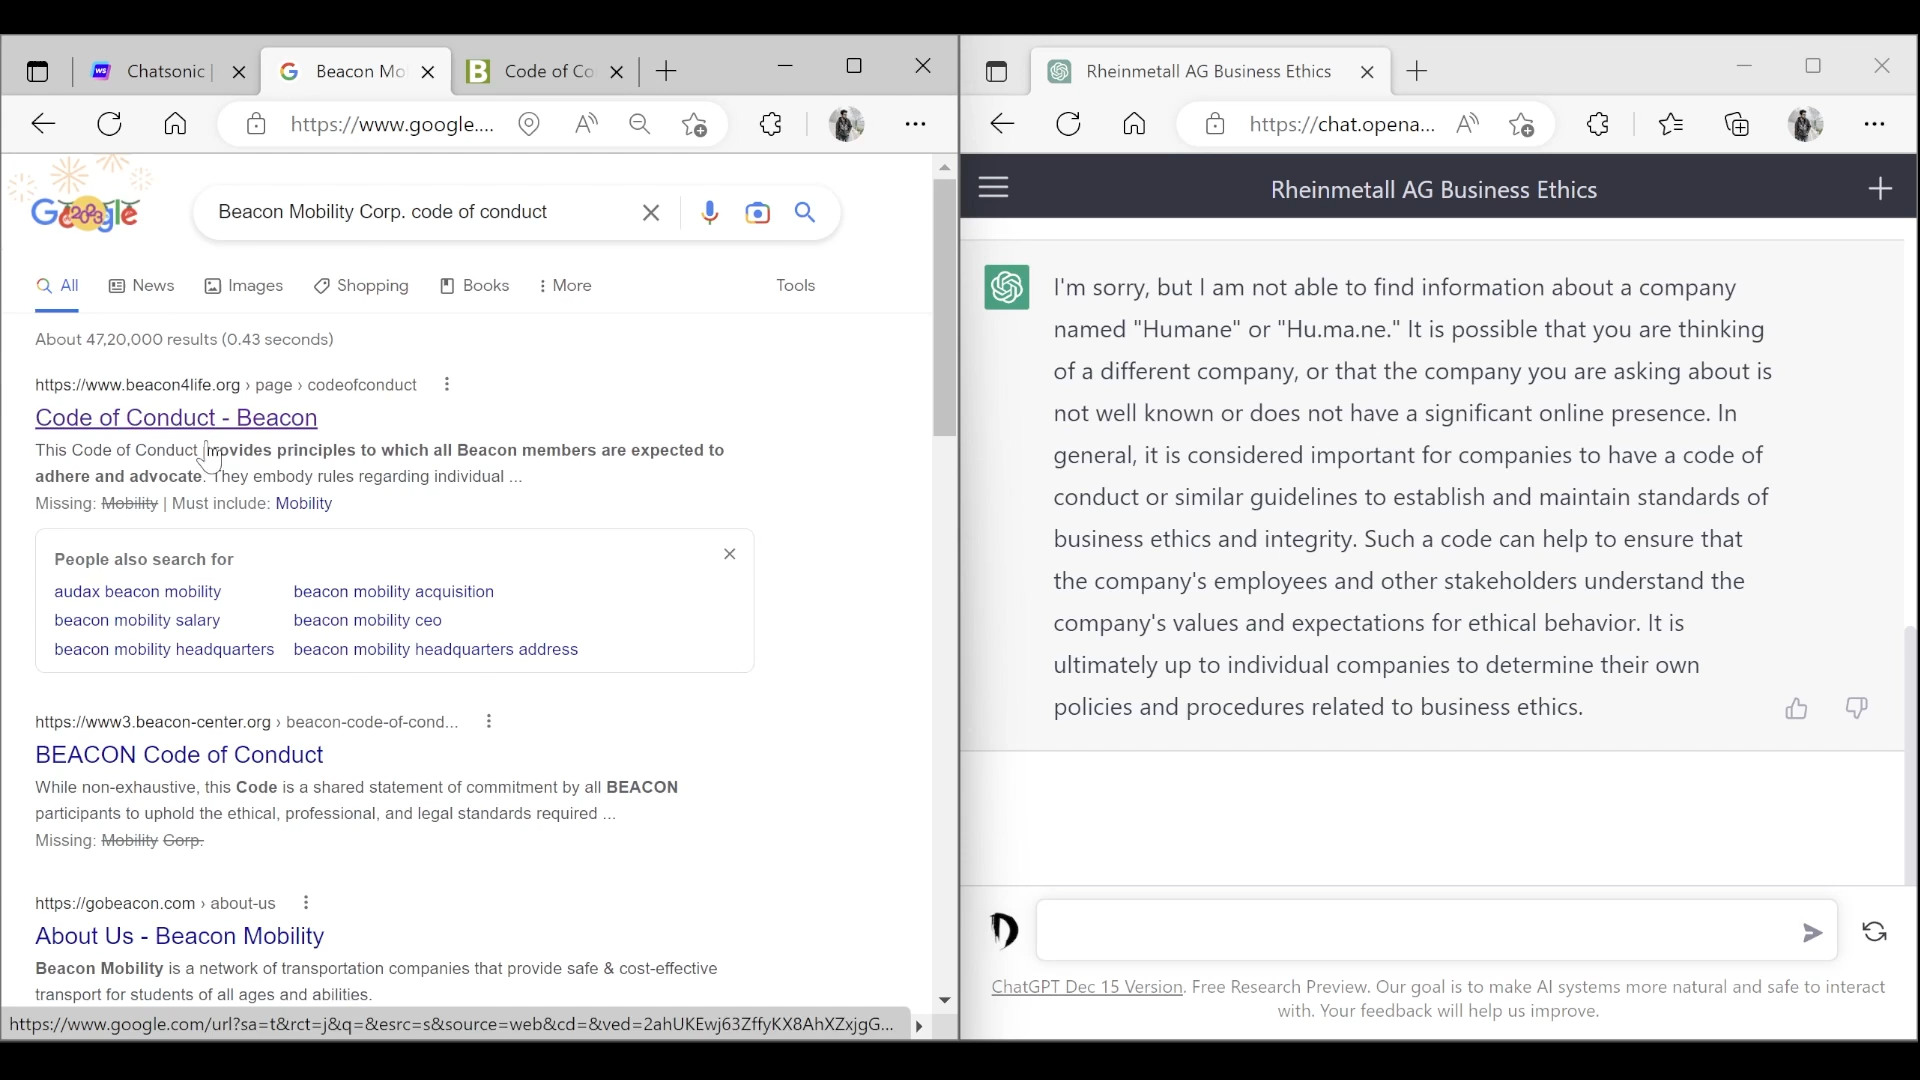 Chatsonic |
Beacon Mo
Code of Co
https://www.google....
Google
2023
Beacon Mobility Corp. code of conduct
All
News
Images
Shopping
Books
More
Tools
About 47,20,000 results (0.43 seconds)
https://www.beacon4life.org › page › codeofconduct
Code of Conduct - Beacon
This Code of Conduct provides principles to which all Beacon members are expected to
adhere and advocate. They embody rules regarding individual ...
Missing: Mobility | Must include: Mobility
People also search for
audax beacon mobility
beacon mobility acquisition
beacon mobility salary
beacon mobility ceo
beacon mobility headquarters
beacon mobility headquarters address
https://www3.beacon-center.org › beacon-code-of-cond...
BEACON Code of Conduct
While non-exhaustive, this Code is a shared statement of commitment by all BEACON
participants to uphold the ethical, professional, and legal standards required ...
Missing: Mobility Corp.
https://gobeacon.com › about-us
About Us - Beacon Mobility
Beacon Mobility is a network of transportation companies that provide safe & cost-effective
transport for students of all ages and abilities.
https://www.google.com/url?sa=t&rct=j&q=&esrc=s&source=web&cd=&ved=2ahUKEwj63ZffyKX8AhXZxjgG...
Rheinmetall AG Business Ethics
https://chat.opena...
Rheinmetall AG Business Ethics
I'm sorry, but I am not able to find information about a company
named "Humane" or "Hu.ma.ne." It is possible that you are thinking
of a different company, or that the company you are asking about is
not well known or does not have a significant online presence. In
general, it is considered important for companies to have a code of
conduct or similar guidelines to establish and maintain standards of
business ethics and integrity. Such a code can help to ensure that
the company's employees and other stakeholders understand the
company's values and expectations for ethical behavior. It is
ultimately up to individual companies to determine their own
policies and procedures related to business ethics.
ChatGPT Dec 15 Version. Free Research Preview. Our goal is to make AI systems more natural and safe to interact
with. Your feedback will help us improve.